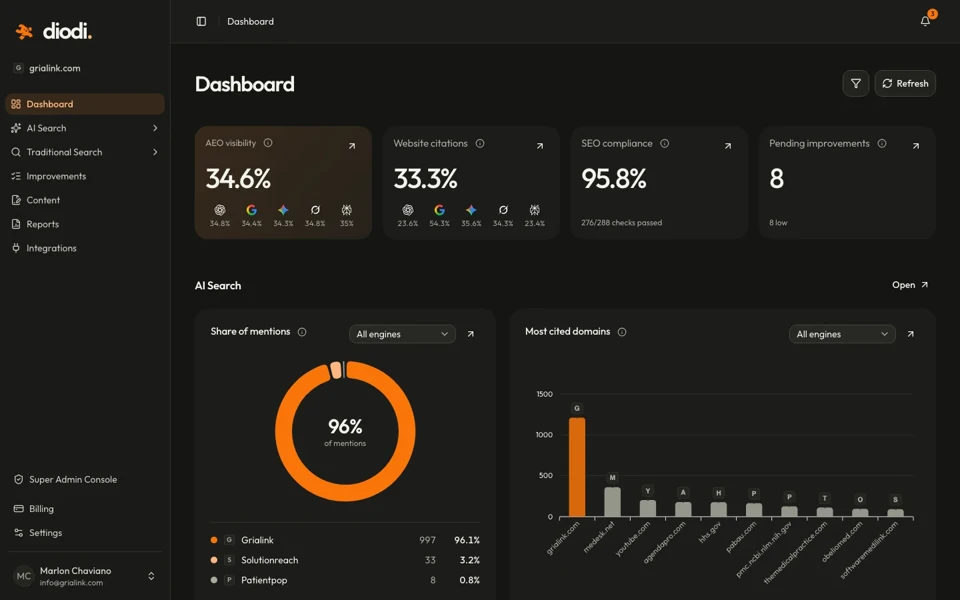 diodi.
G grialink.com
Dashboard
AI Search
Traditional Search
Improvements
Content
Reports
Integrations
Super Admin Console
Billing
Settings
MC
Marlon Chaviano
info@grialink.com
Dashboard
3
Dashboard
Refresh
AEO visibility
34.6%
34.8% 34.4% 34.3% 34.8% 35%
Website citations
33.3%
23.6% 54.3% 35.6% 34.3% 23.4%
SEO compliance
95.8%
276/288 checks passed
Pending improvements
8
8 low
AI Search
Open
Share of mentions
All engines
96%
of mentions
G Grialink 997 96.1%
S Solutionreach 33 3.2%
P Patientpop 8 0.8%
Most cited domains
All engines
1500
1000
500
0
G M Y A H P P T O S
grialink.com
medesk.net
youtube.com
agendapro.com
hhs.gov
pabau.com
pmc.ncbi.nlm.nih.gov
themedicalpractice.com
obeliomed.com
softwaremedilink.com